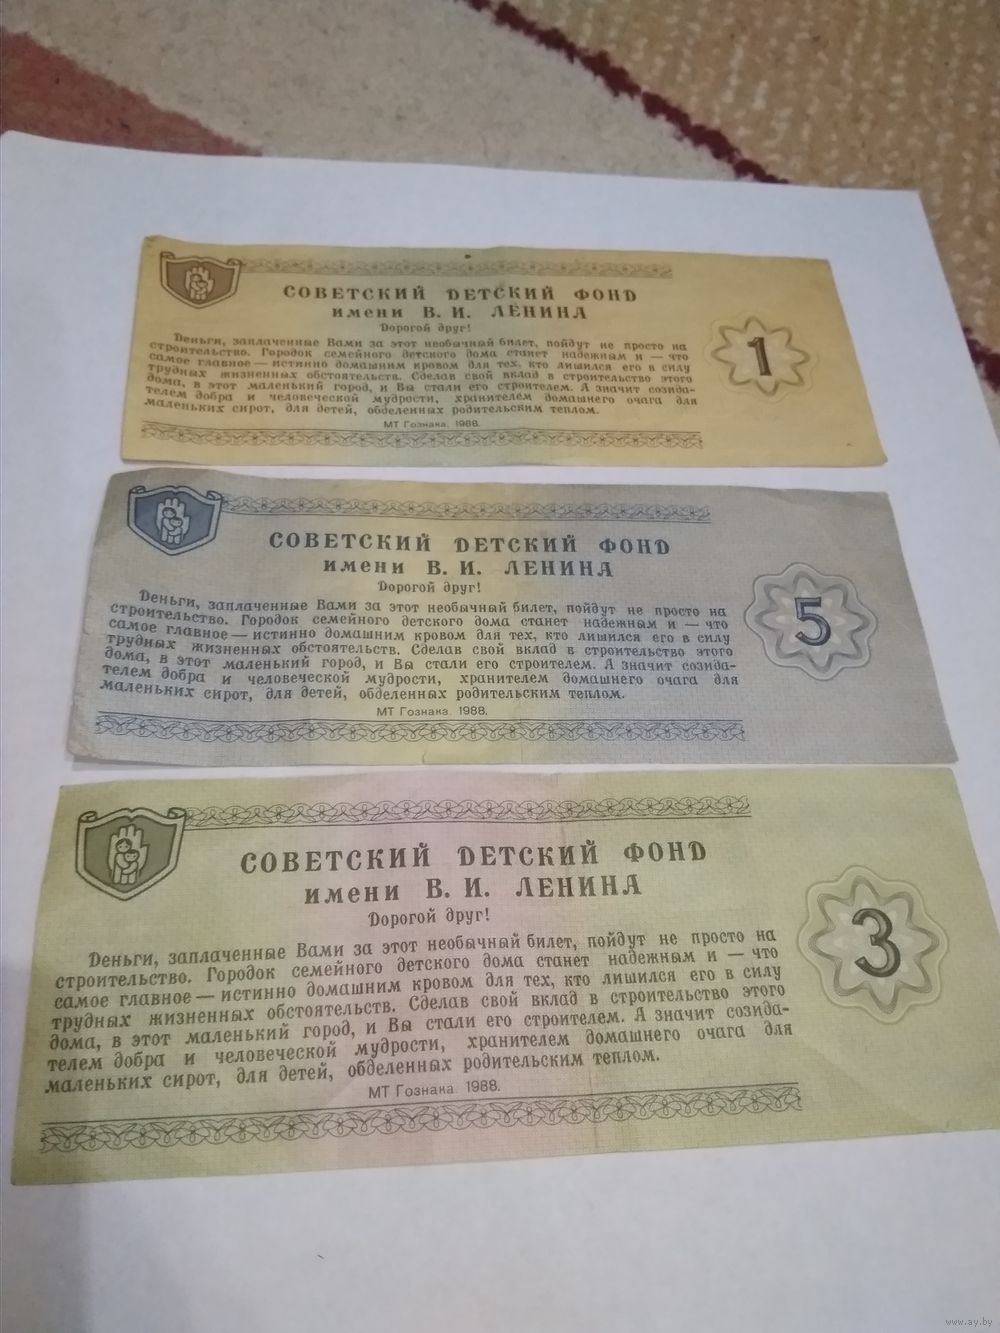 СОВЕТСКИЙ ДЕТСКИЙ ФОНД
имени В. И. ЛЕНИНА
Дорогой друг!
Деньги, заплаченные Вами за этот необычный билет, пойдут не просто на
строительство. Городок семейного детского дома станет надежным и — что
самое главное — истинно домашним кровом для тех, кто лишился его в силу
трудных жизненных обстоятельств. Сделав свой вклад в строительство этого
дома, в этот маленький город, и Вы стали его строителем. А значит созида-
телем добра и человеческой мудрости, хранителем домашнего очага для
маленьких сирот, для детей, обделенных родительским теплом.
МТ Гознака. 1988.
1
СОВЕТСКИЙ ДЕТСКИЙ ФОНД
имени В. И. ЛЕНИНА
Дорогой друг!
Деньги, заплаченные Вами за этот необычный билет, пойдут не просто на
строительство. Городок семейного детского дома станет надежным и — что
самое главное — истинно домашним кровом для тех, кто лишился его в силу
трудных жизненных обстоятельств. Сделав свой вклад в строительство этого
дома, в этот маленький город, и Вы стали его строителем. А значит созида-
телем добра и человеческой мудрости, хранителем домашнего очага для
маленьких сирот, для детей, обделенных родительским теплом.
МТ Гознака. 1988.
5
СОВЕТСКИЙ ДЕТСКИЙ ФОНД
имени В. И. ЛЕНИНА
Дорогой друг!
Деньги, заплаченные Вами за этот необычный билет, пойдут не просто на
строительство. Городок семейного детского дома станет надежным и — что
самое главное — истинно домашним кровом для тех, кто лишился его в силу
трудных жизненных обстоятельств. Сделав свой вклад в строительство этого
дома, в этот маленький город, и Вы стали его строителем. А значит созида-
телем добра и человеческой мудрости, хранителем домашнего очага для
маленьких сирот, для детей, обделенных родительским теплом.
МТ Гознака. 1988.
3
www.ay.by